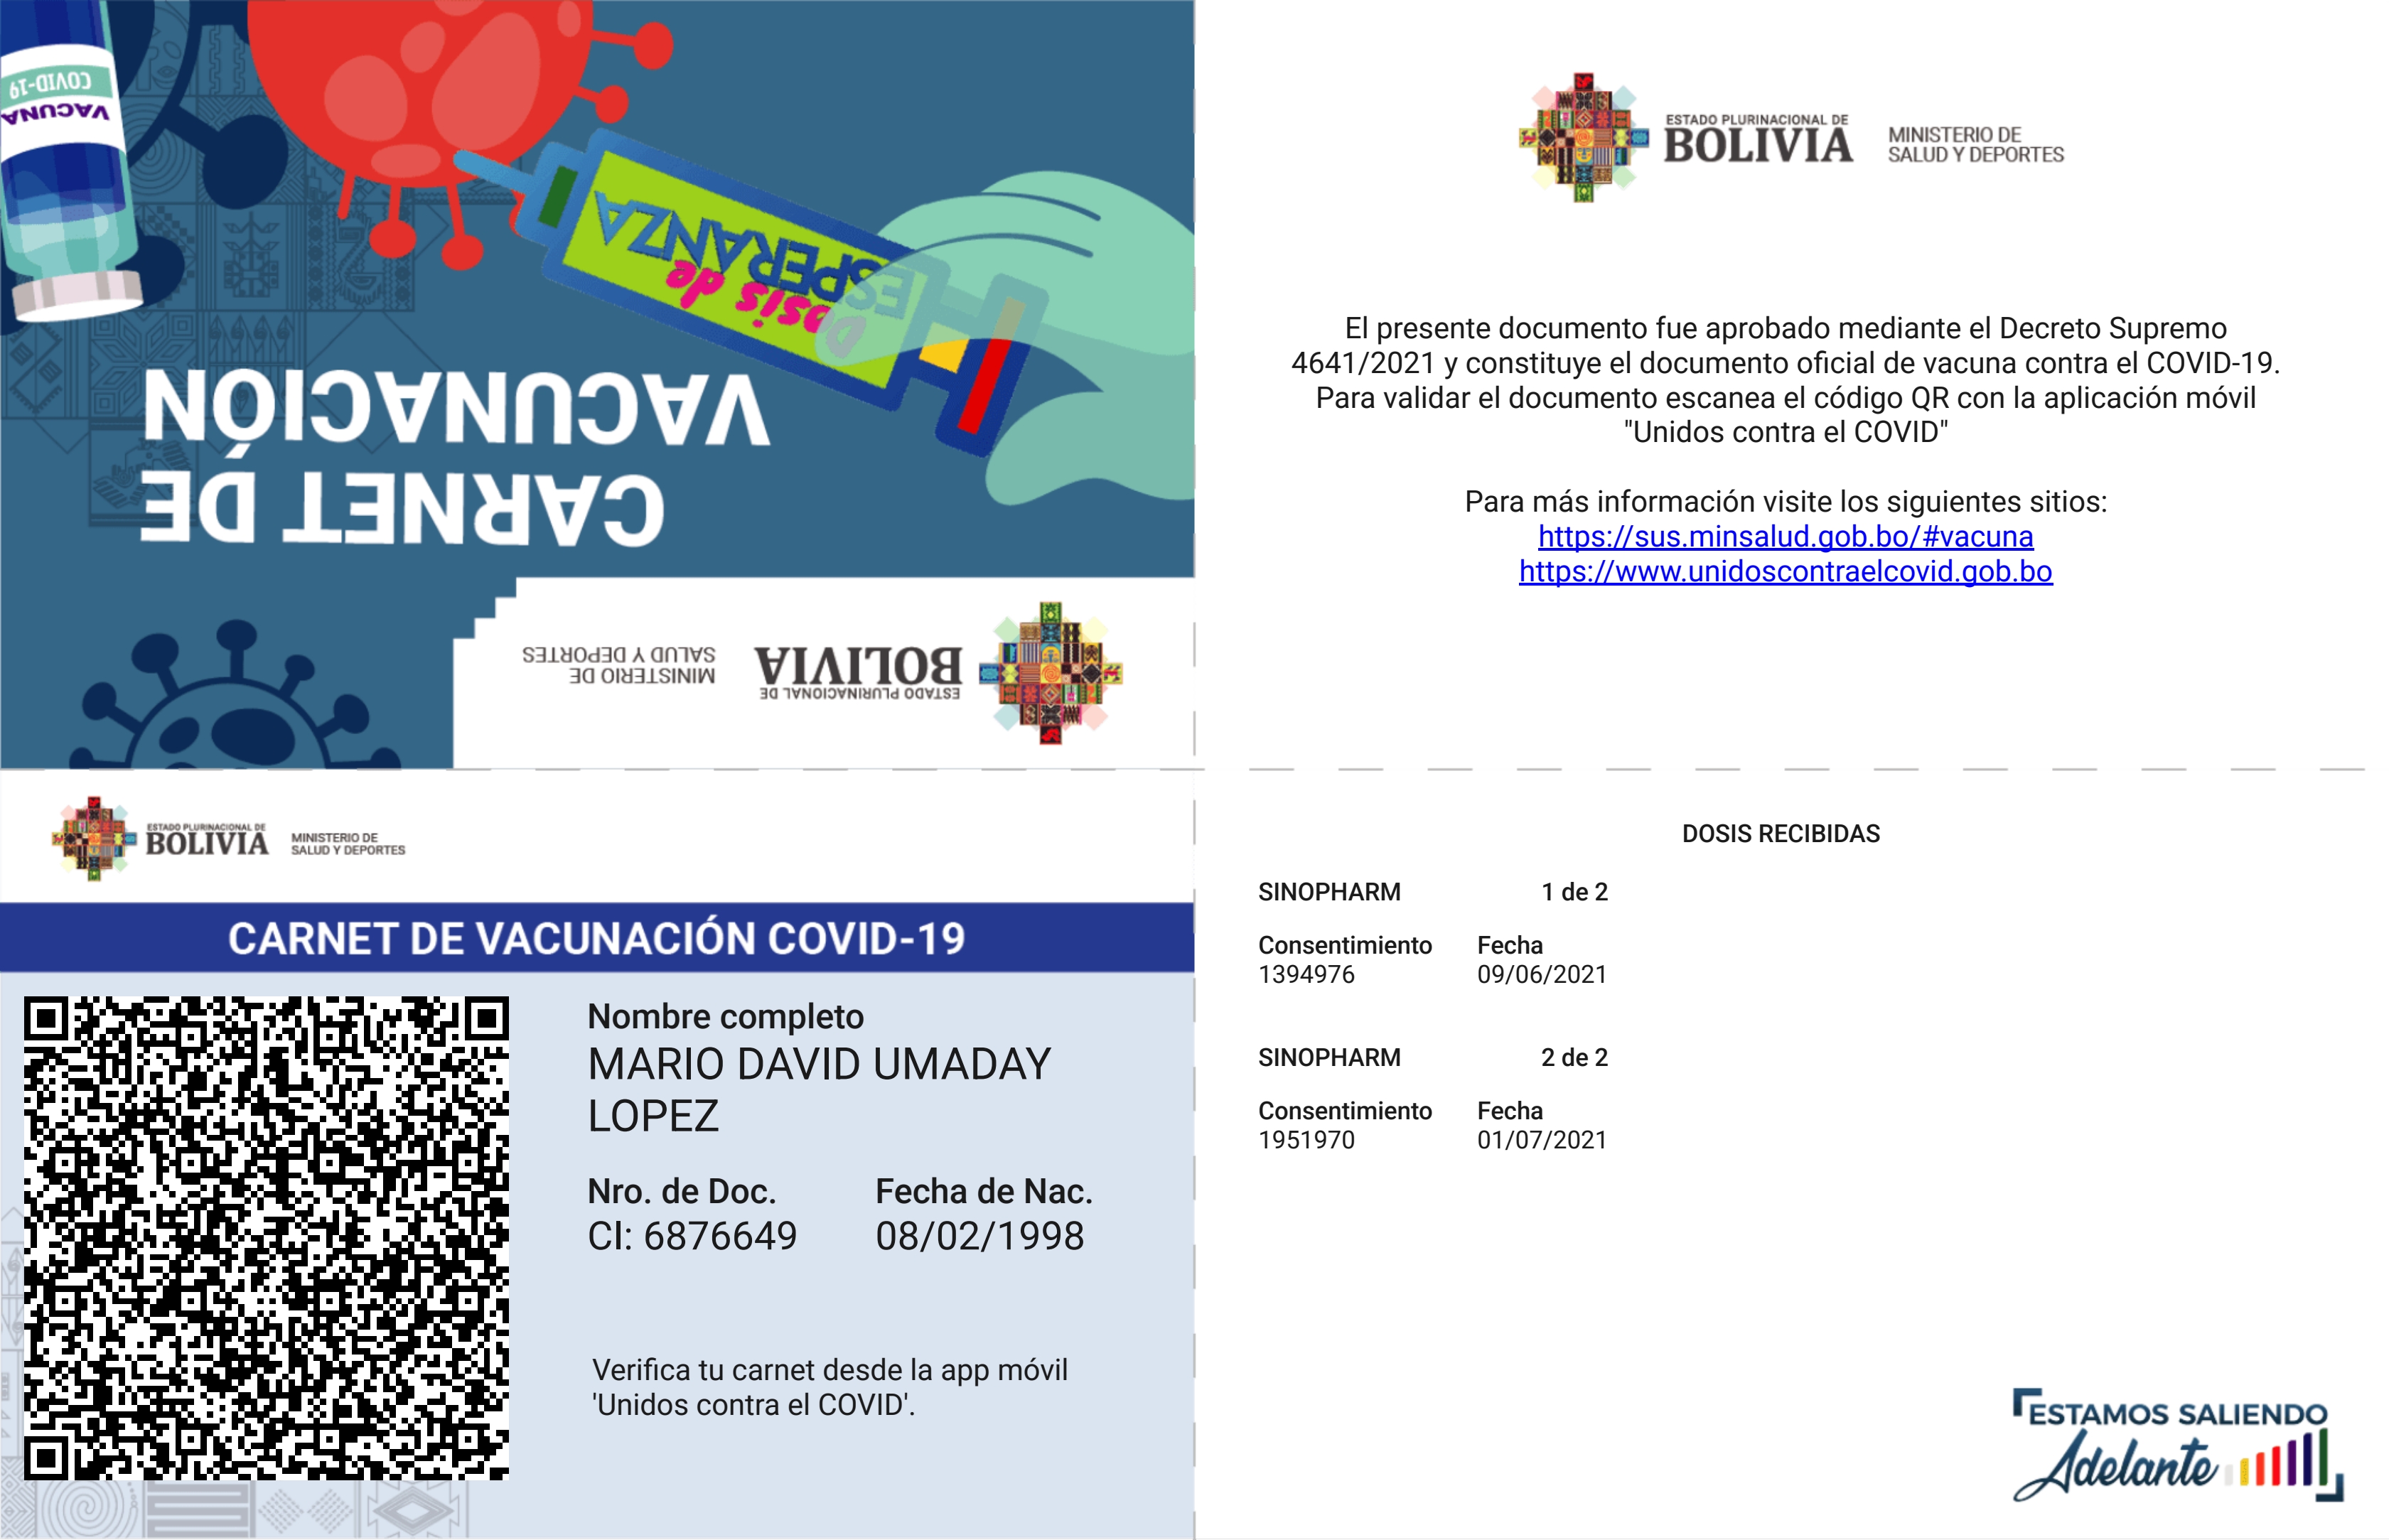 COVID-19
VACUNA
Dosis de
ESPERANZA
CARNET DE
VACUNACIÓN
ESTADO PLURINACIONAL DE
BOLIVIA
MINISTERIO DE
SALUD Y DEPORTES
ESTADO PLURINACIONAL DE
BOLIVIA
MINISTERIO DE
SALUD Y DEPORTES
El presente documento fue aprobado mediante el Decreto Supremo
4641/2021 y constituye el documento oficial de vacuna contra el COVID-19.
Para validar el documento escanea el código QR con la aplicación móvil
"Unidos contra el COVID"
Para más información visite los siguientes sitios:
https://sus.minsalud.gob.bo/#vacuna
https://www.unidoscontraelcovid.gob.bo
ESTADO PLURINACIONAL DE
BOLIVIA
MINISTERIO DE
SALUD Y DEPORTES
CARNET DE VACUNACIÓN COVID-19
Nombre completo
MARIO DAVID UMADAY
LOPEZ
Nro. de Doc. Fecha de Nac.
CI: 6876649 08/02/1998
Verifica tu carnet desde la app móvil
'Unidos contra el COVID'.
DOSIS RECIBIDAS
SINOPHARM 1 de 2
Consentimiento Fecha
1394976 09/06/2021
SINOPHARM 2 de 2
Consentimiento Fecha
1951970 01/07/2021
ESTAMOS SALIENDO
Adelante